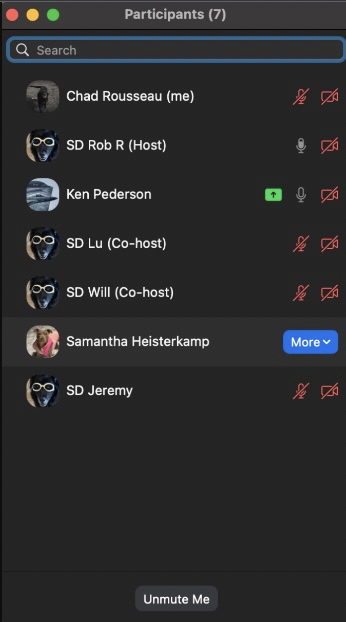 Participants (7)
Search
Chad Rousseau (me)
SD Rob R (Host)
Ken Pederson
SD Lu (Co-host)
SD Will (Co-host)
Samantha Heisterkamp
More
SD Jeremy
Unmute Me